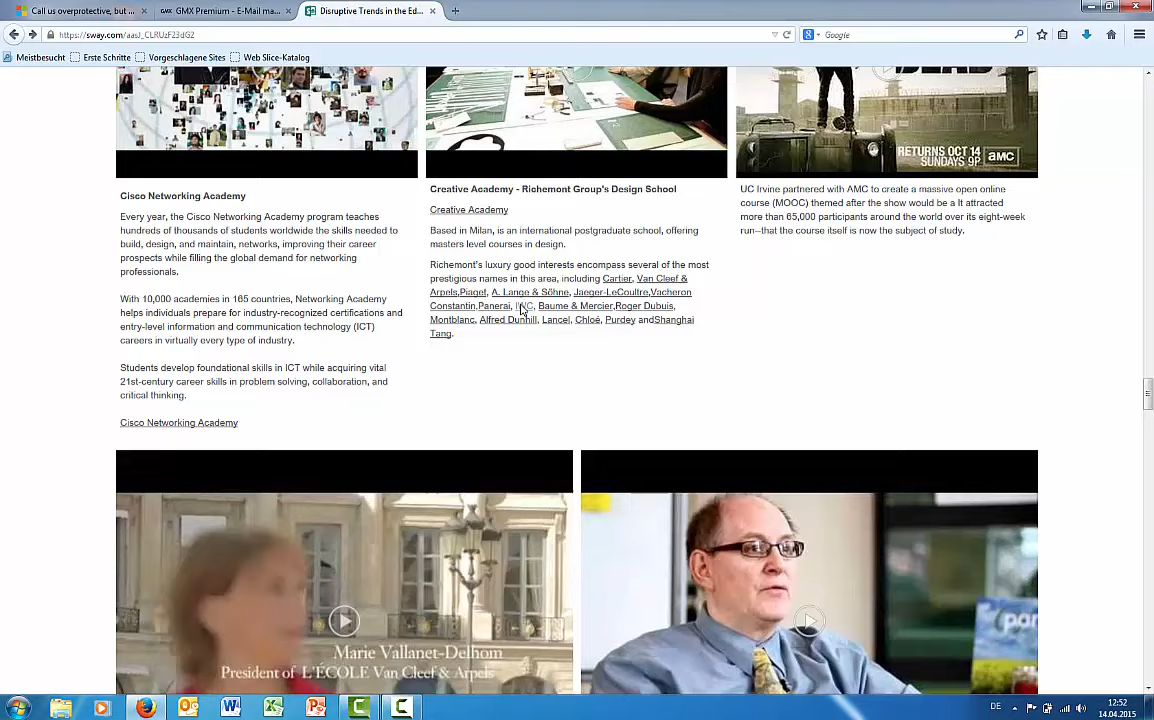 Call us overprotective, but ...
GMX Premium - E-Mail ma...
Disruptive Trends in the Ed...
https://sway.com/aasJ_CLRUzF23dG2
Google
Meistbesucht
Erste Schritte
Vorgeschlagene Sites
Web Slice-Katalog
RETURNS OCT 14
SUNDAYS 9P
amc
Cisco Networking Academy
Every year, the Cisco Networking Academy program teaches
hundreds of thousands of students worldwide the skills needed to
build, design, and maintain, networks, improving their career
prospects while filling the global demand for networking
professionals.
With 10,000 academies in 165 countries, Networking Academy
helps individuals prepare for industry-recognized certifications and
entry-level information and communication technology (ICT)
careers in virtually every type of industry.
Students develop foundational skills in ICT while acquiring vital
21st-century career skills in problem solving, collaboration, and
critical thinking.
Cisco Networking Academy
Creative Academy - Richemont Group's Design School
Creative Academy
Based in Milan, is an international postgraduate school, offering
masters level courses in design.
Richemont's luxury good interests encompass several of the most
prestigious names in this area, including Cartier, Van Cleef &
Arpels,Piaget, A. Lange & Söhne, Jaeger-LeCoultre,Vacheron
Constantin,Panerai, IWC, Baume & Mercier,Roger Dubuis,
Montblanc, Alfred Dunhill, Lancel, Chloé, Purdey andShanghai
Tang.
UC Irvine partnered with AMC to create a massive open online
course (MOOC) themed after the show would be a It attracted
more than 65,000 participants around the world over its eight-week
run—that the course itself is now the subject of study.
Marie Vallanet-Delhom
President of L'ÉCOLE Van Cleef & Arpels
DE
12:52
14.04.2015